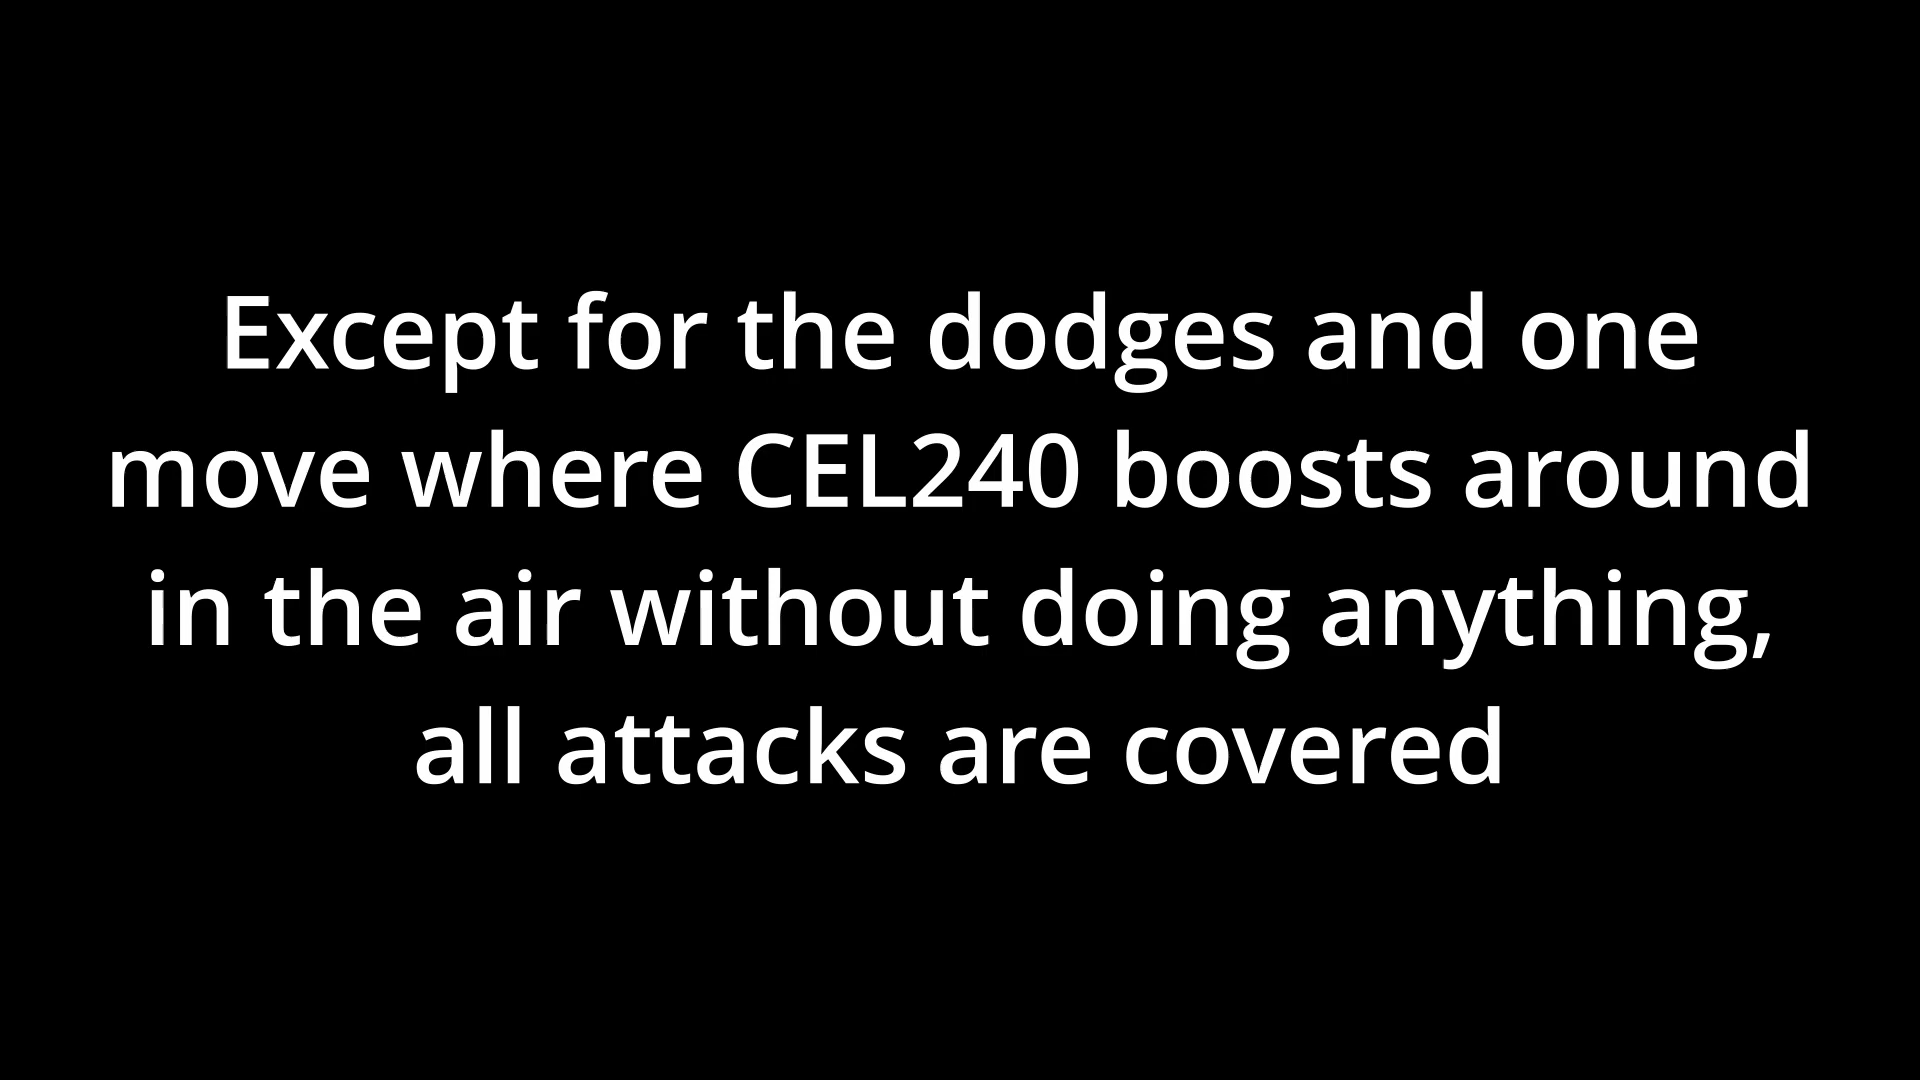 Except for the dodges and one
move where CEL240 boosts around
in the air without doing anything,
all attacks are covered